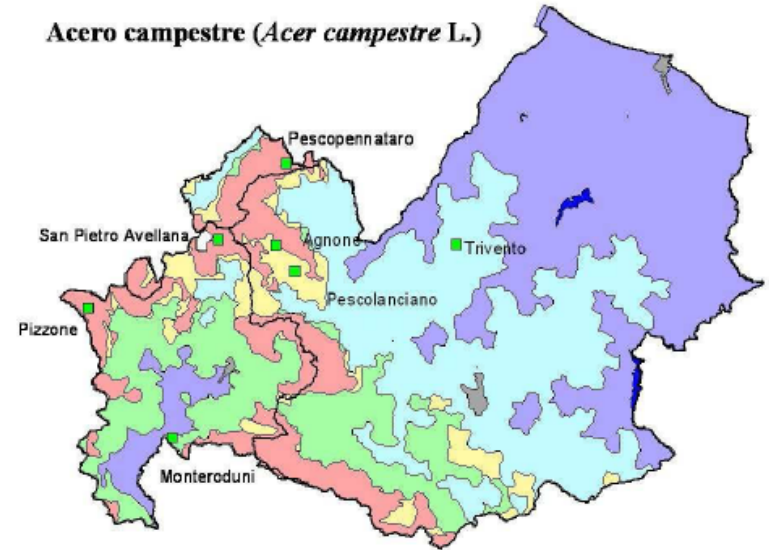 Acero campestre (Acer campestre L.)
Pescopennataro
San Pietro Avellana
Agnone
Trivento
Pescolanciano
Pizzone
Monteroduni